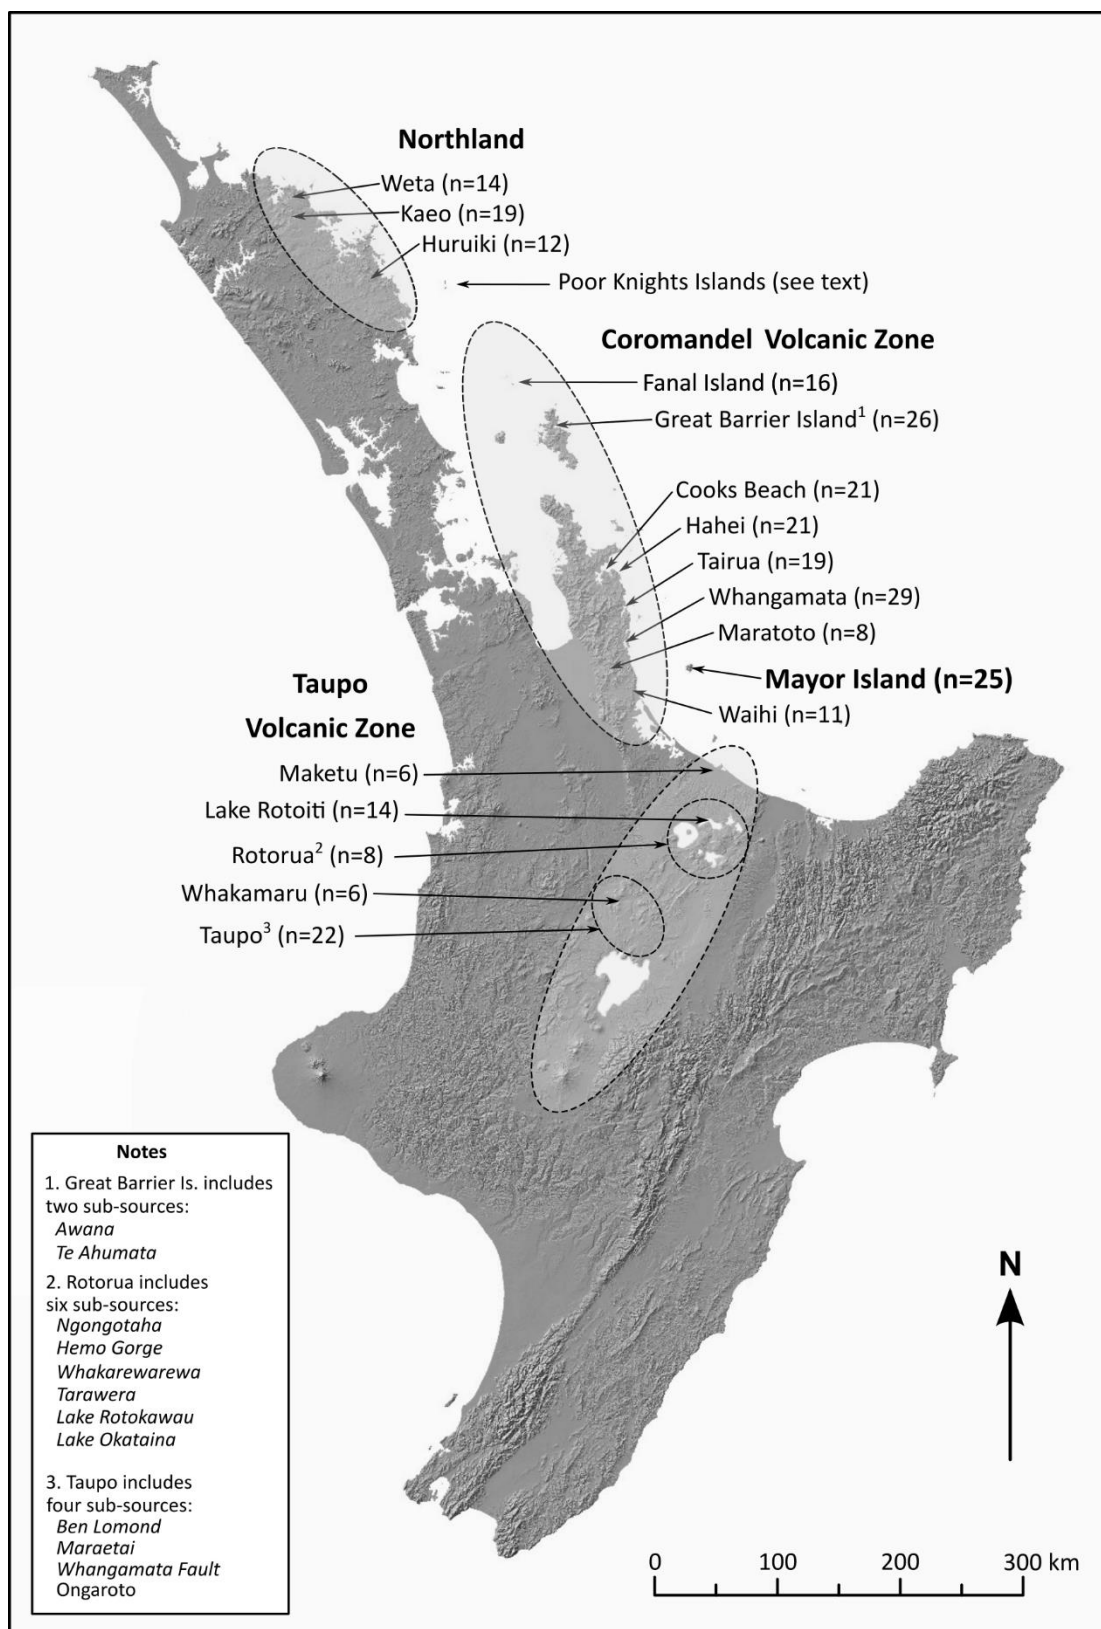 Northland
Weta (n=14)
Kaeo (n=19)
Huruiki (n=12)
Poor Knights Islands (see text)
Coromandel Volcanic Zone
Fanal Island (n=16)
Great Barrier Island¹ (n=26)
Cooks Beach (n=21)
Hahei (n=21)
Tairua (n=19)
Whangamata (n=29)
Maratoto (n=8)
Mayor Island (n=25)
Waihi (n=11)
Taupo
Volcanic Zone
Maketu (n=6)
Lake Rotoiti (n=14)
Rotorua² (n=8)
Whakamaru (n=6)
Taupo³ (n=22)
Notes
1. Great Barrier Is. includes
two sub-sources:
Awana
Te Ahumata
2. Rotorua includes
six sub-sources:
Ngongotaha
Hemo Gorge
Whakarewarewa
Tarawera
Lake Rotokawau
Lake Okataina
3. Taupo includes
four sub-sources:
Ben Lomond
Maraetai
Whangamata Fault
Ongaroto
N
0 100 200 300 km